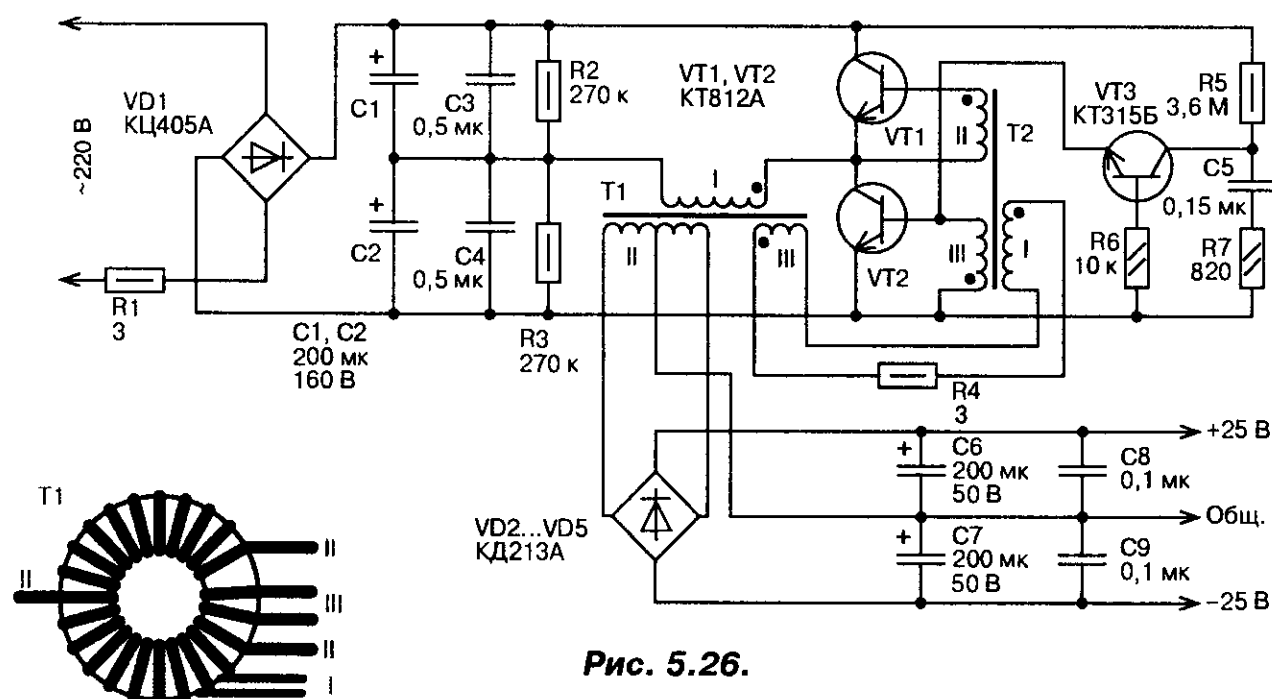 ~220 В
VD1
КЦ405А
R1
3
C1
C2
C1, C2
200 мк
160 В
C3
0,5 мк
C4
0,5 мк
R2
270 к
R3
270 к
VT1, VT2
КТ812А
T1
I
II
III
VT1
VT2
II
T2
III
I
VT3
КТ315Б
R5
3,6 М
C5
0,15 мк
R6
10 к
R7
820
R4
3
VD2...VD5
КД213А
C6
200 мк
50 В
C7
200 мк
50 В
C8
0,1 мк
C9
0,1 мк
+25 В
Общ.
−25 В
T1
II
II
III
II
I
Рис. 5.26.